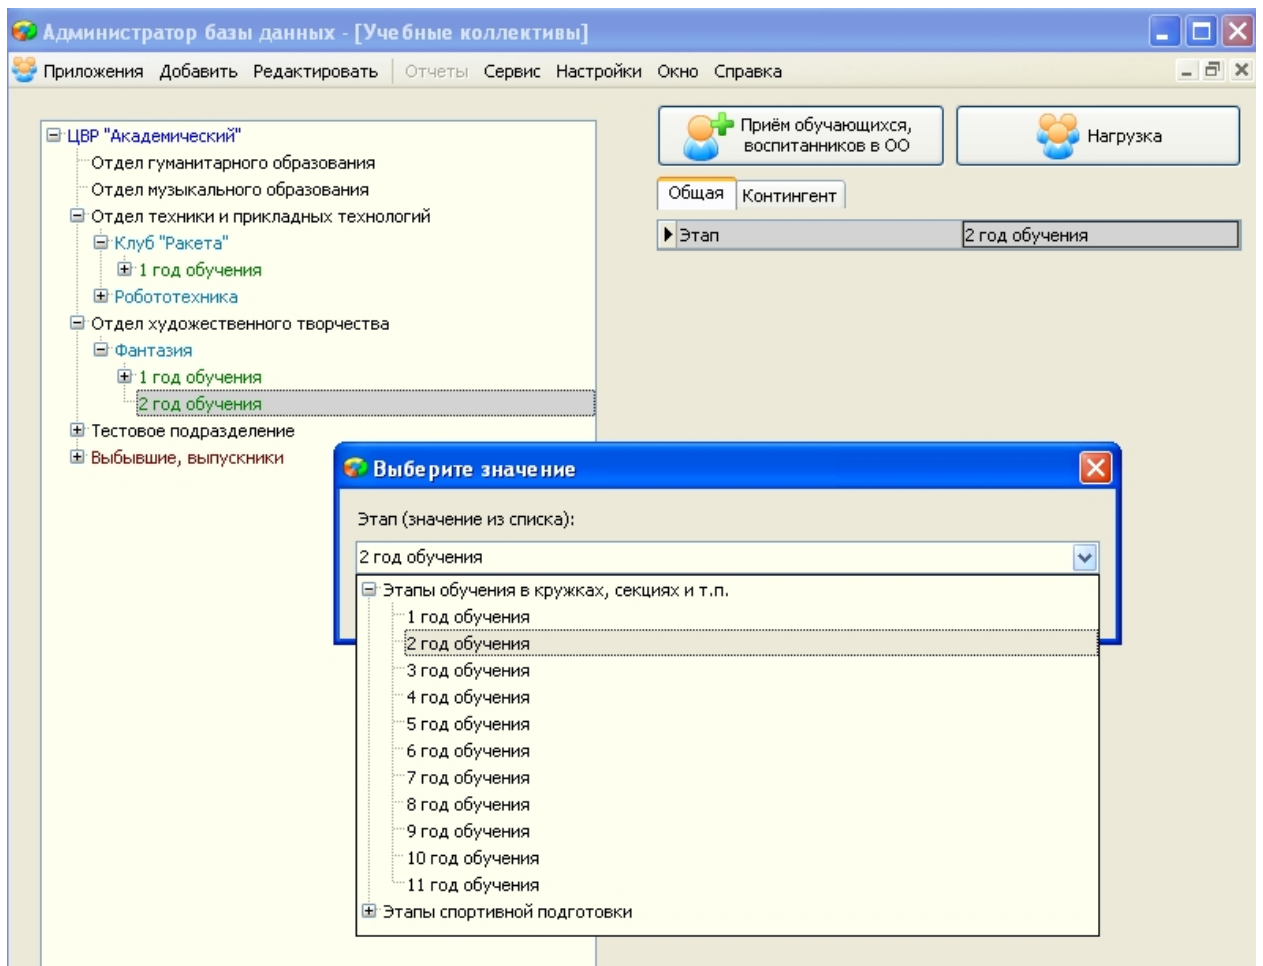 Администратор базы данных - [Учебные коллективы]
Приложения Добавить Редактировать Отчеты Сервис Настройки Окно Справка
ЦВР "Академический"
Отдел гуманитарного образования
Отдел музыкального образования
Отдел техники и прикладных технологий
Клуб "Ракета"
1 год обучения
Робототехника
Отдел художественного творчества
Фантазия
1 год обучения
2 год обучения
Тестовое подразделение
Выбывшие, выпускники
Приём обучающихся,
воспитанников в ОО
Нагрузка
Общая Контингент
Этап 2 год обучения
Выберите значение
Этап (значение из списка):
2 год обучения
Этапы обучения в кружках, секциях и т.п.
1 год обучения
2 год обучения
3 год обучения
4 год обучения
5 год обучения
6 год обучения
7 год обучения
8 год обучения
9 год обучения
10 год обучения
11 год обучения
Этапы спортивной подготовки